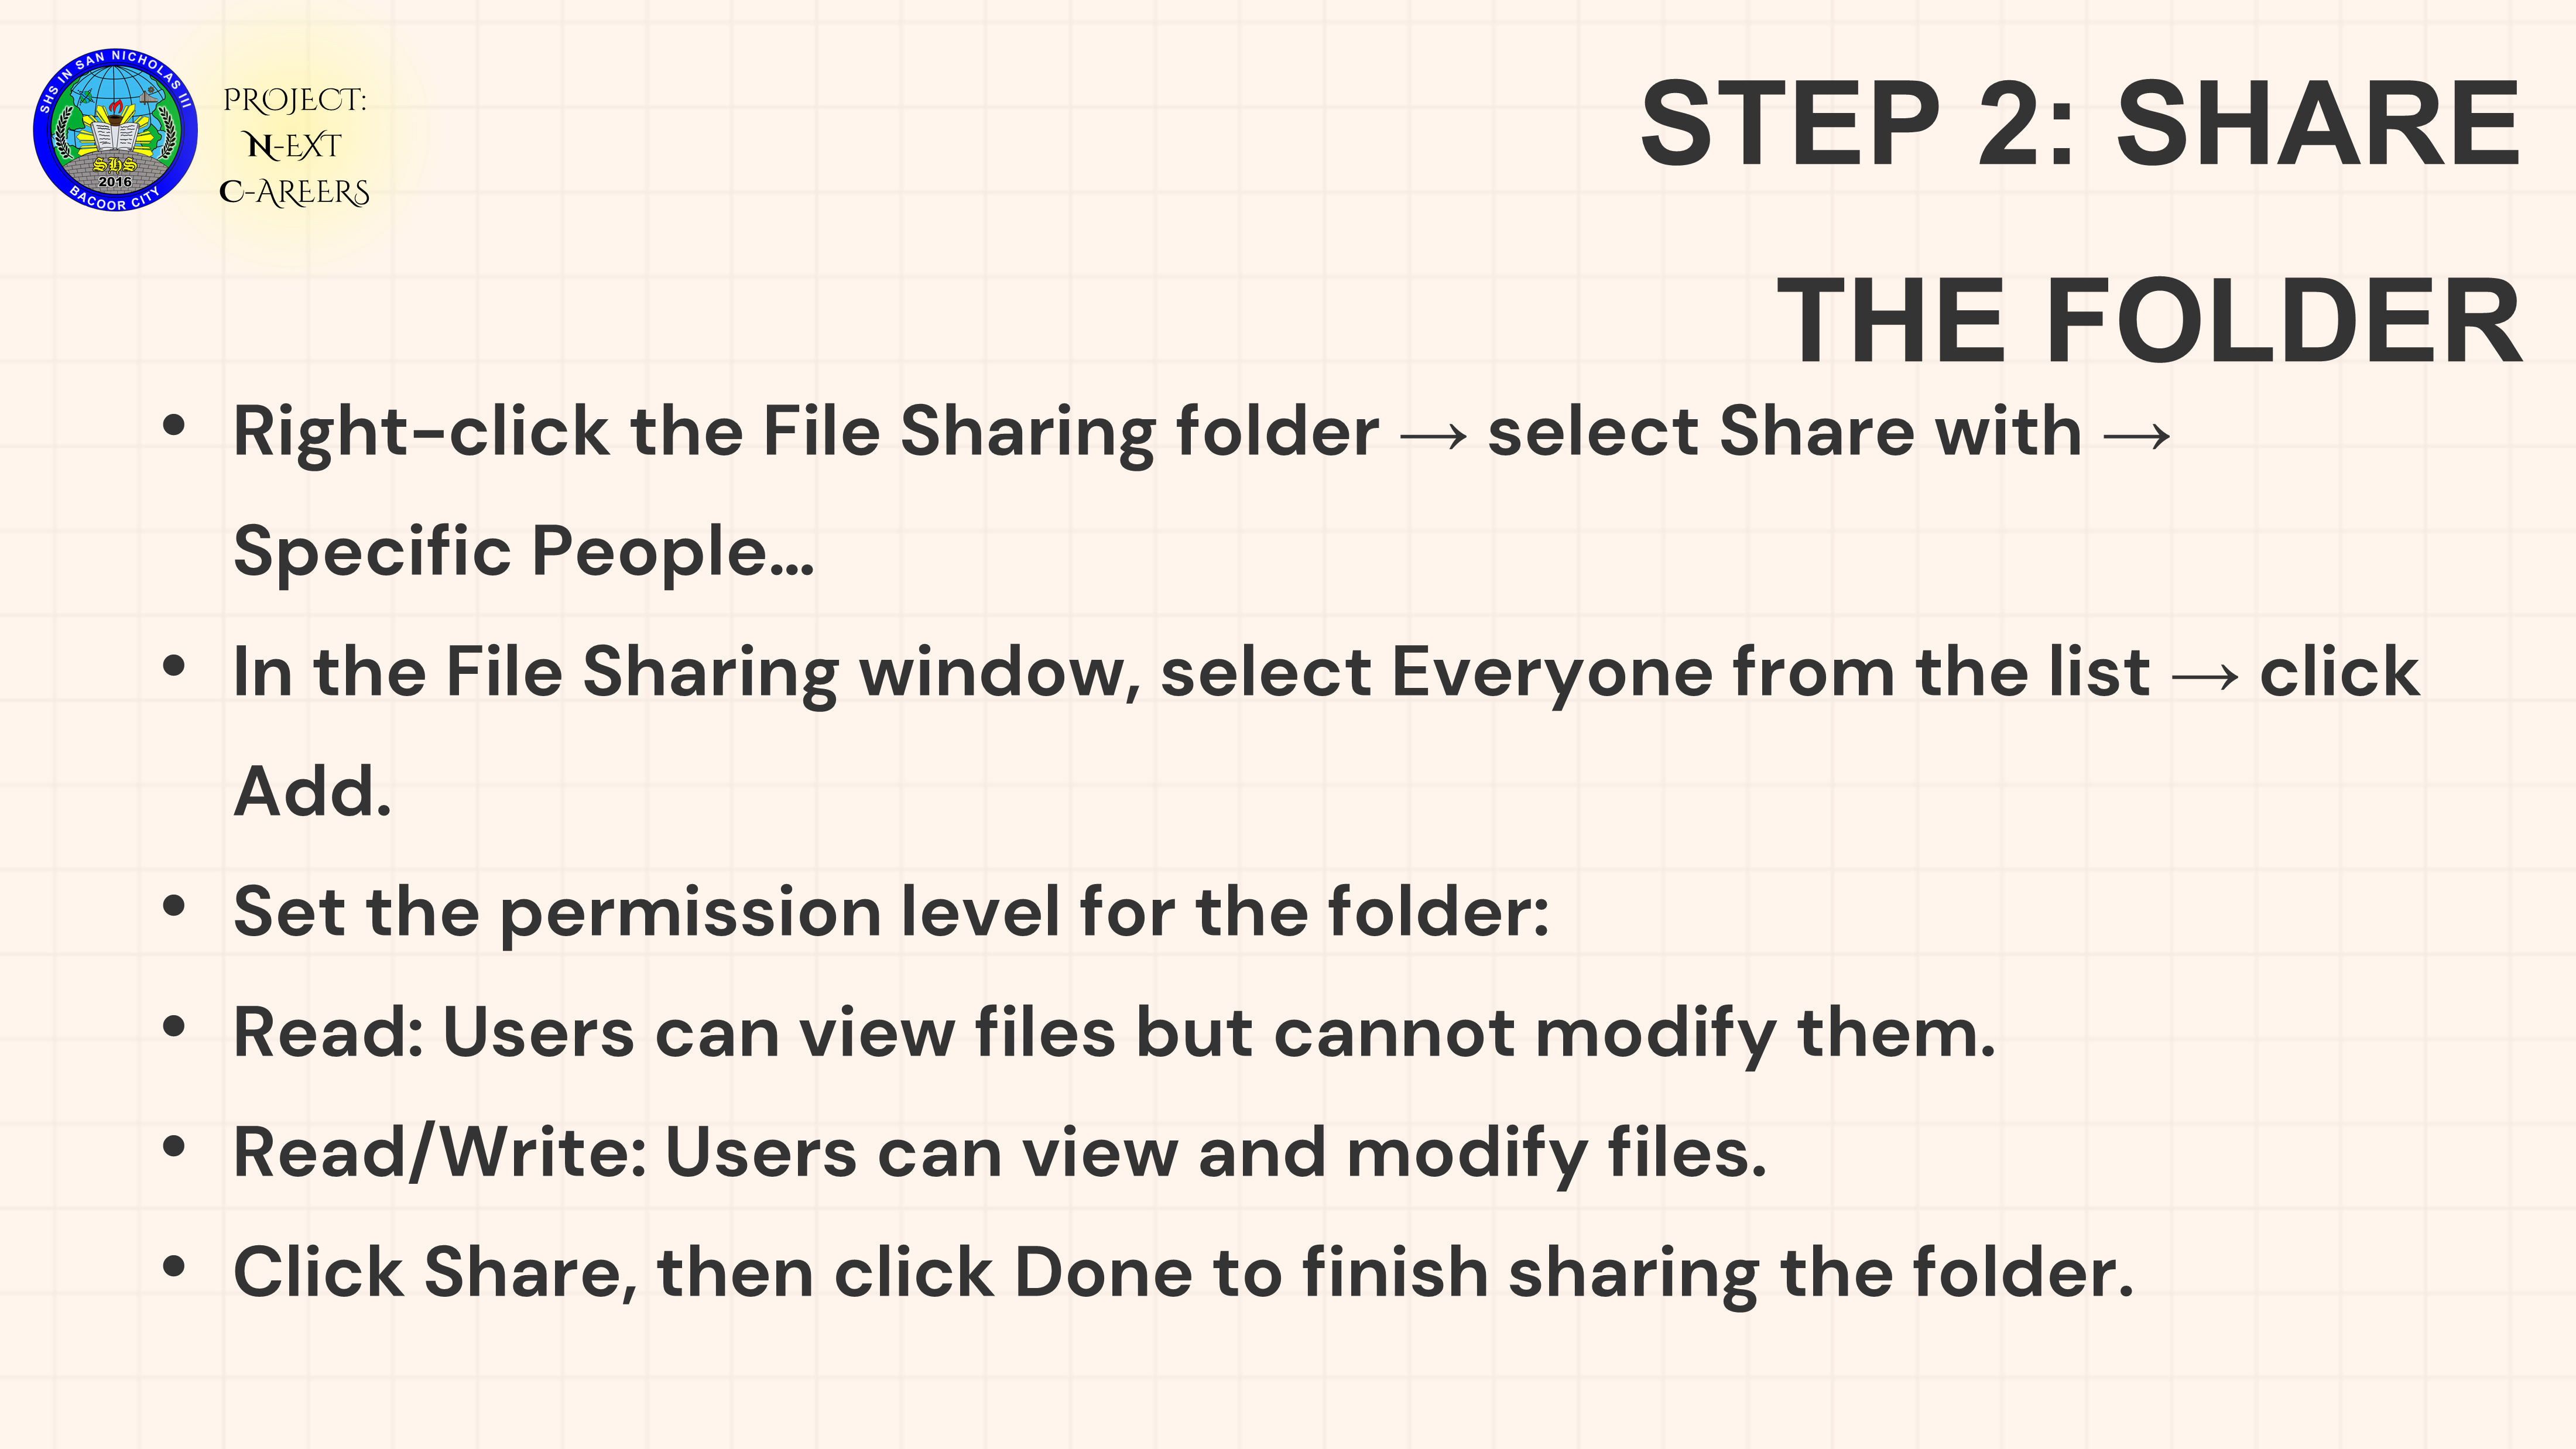 SHS IN SAN NICHOLAS III
SHS
2016
BACOOR CITY
PROJECT:
N-EXT
C-AREERS
STEP 2: SHARE
THE FOLDER
• Right-click the File Sharing folder → select Share with →
Specific People...
• In the File Sharing window, select Everyone from the list → click
Add.
• Set the permission level for the folder:
• Read: Users can view files but cannot modify them.
• Read/Write: Users can view and modify files.
• Click Share, then click Done to finish sharing the folder.